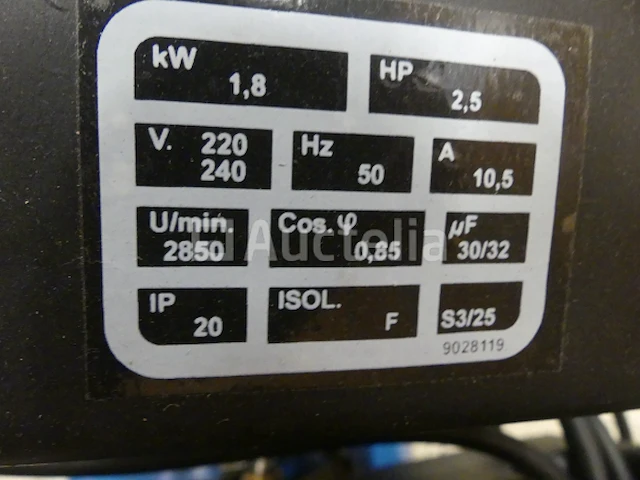 kW
1,8
HP
2,5
V. 220
240
Hz
50
A
10,5
U/min.
2850
Cos. φ
0,85
µF
30/32
IP
20
ISOL.
F
S3/25
9028119
Auctelia